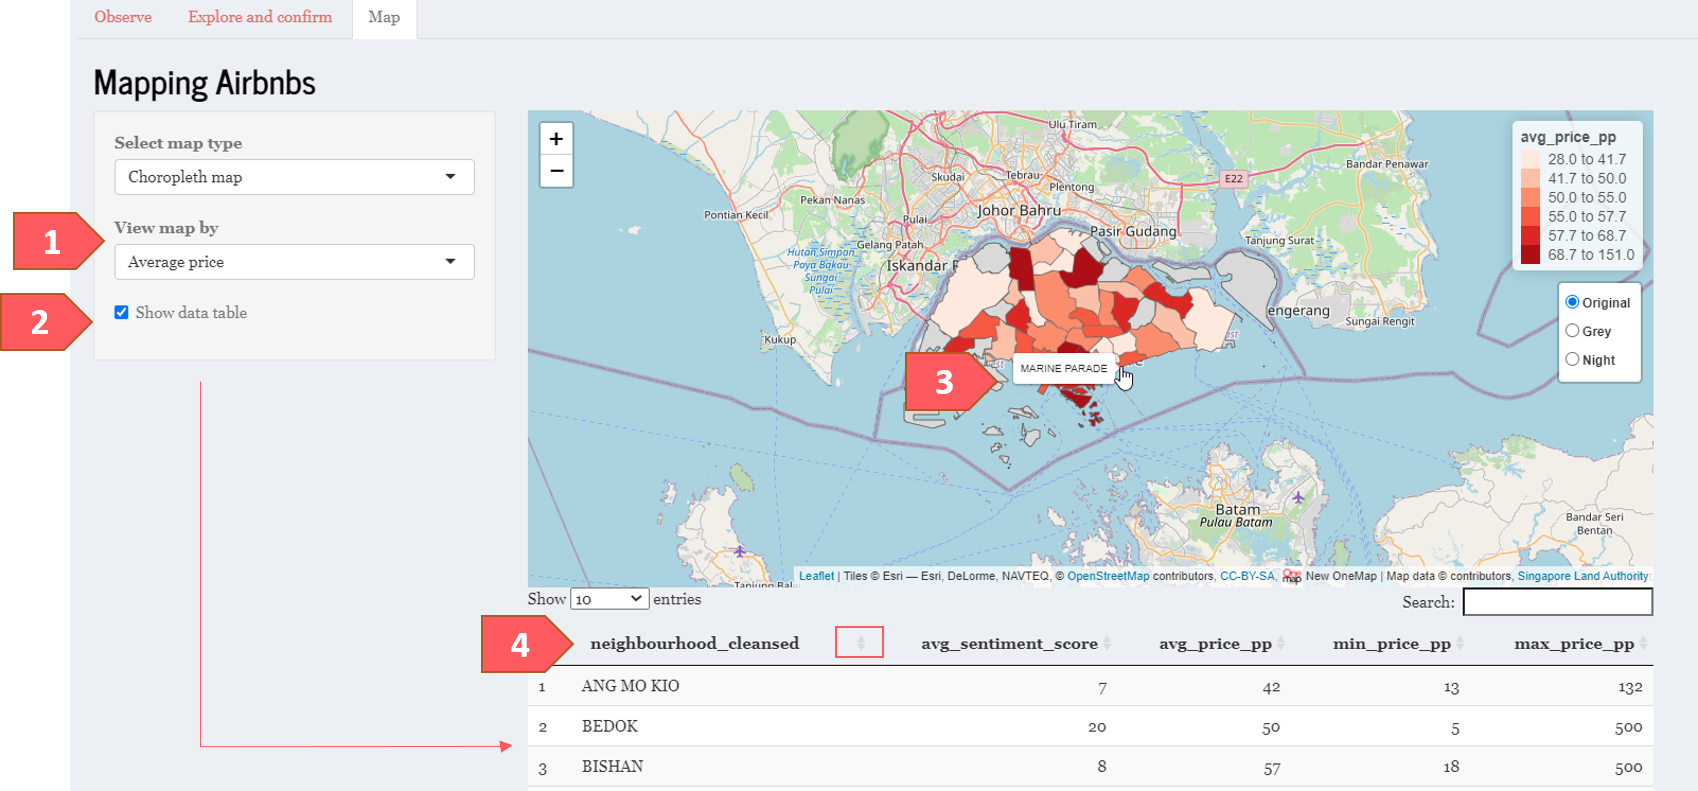 Observe
Explore and confirm
Map
Mapping Airbnbs
Select map type
Choropleth map
1
View map by
Average price
2
Show data table
+
−
Ulu Tiram
Bandar Penawar
Skudai
Tebrau
Plentong
E22
Pekan Nanas
Pontian Kecil
Pulai
Johor Bahru
Pasir Gudang
Gelang Patah
Tanjung Surat
Hutan Simpan
Paya Bakau
Sungai
Pulai
Iskandar
engerang
Sungai Rengit
Kukup
avg_price_pp
28.0 to 41.7
41.7 to 50.0
50.0 to 55.0
55.0 to 57.7
57.7 to 68.7
68.7 to 151.0
Original
Grey
Night
3
MARINE PARADE
Batam
Pulau Batam
Bandar Seri
Bentan
Tanjung Bal
Leaflet | Tiles © Esri — Esri, DeLorme, NAVTEQ, © OpenStreetMap contributors, CC-BY-SA, New OneMap | Map data © contributors, Singapore Land Authority
Show 10 entries
Search:
4
neighbourhood_cleansed avg_sentiment_score avg_price_pp min_price_pp max_price_pp
1 ANG MO KIO 7 42 13 132
2 BEDOK 20 50 5 500
3 BISHAN 8 57 18 500